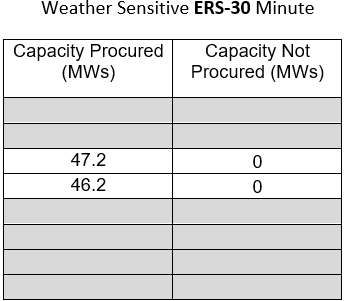 Weather Sensitive ERS-30 Minute
Capacity Procured (MWs) Capacity Not Procured (MWs)
47.2 0
46.2 0